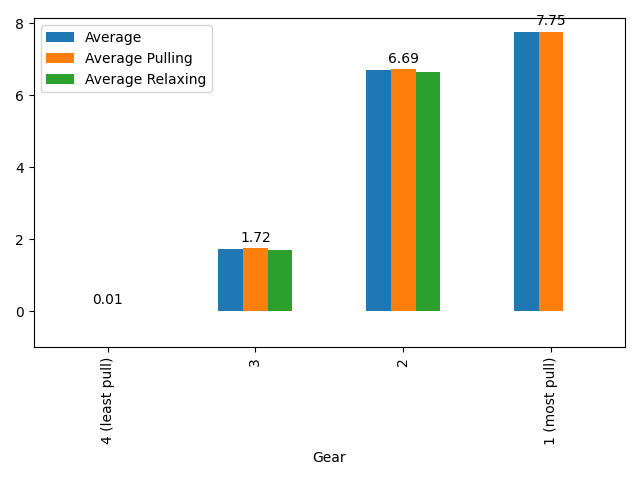 Average
Average Pulling
Average Relaxing
8
6
4
2
0
0.01
1.72
6.69
7.75
4 (least pull)
3
2
1 (most pull)
Gear